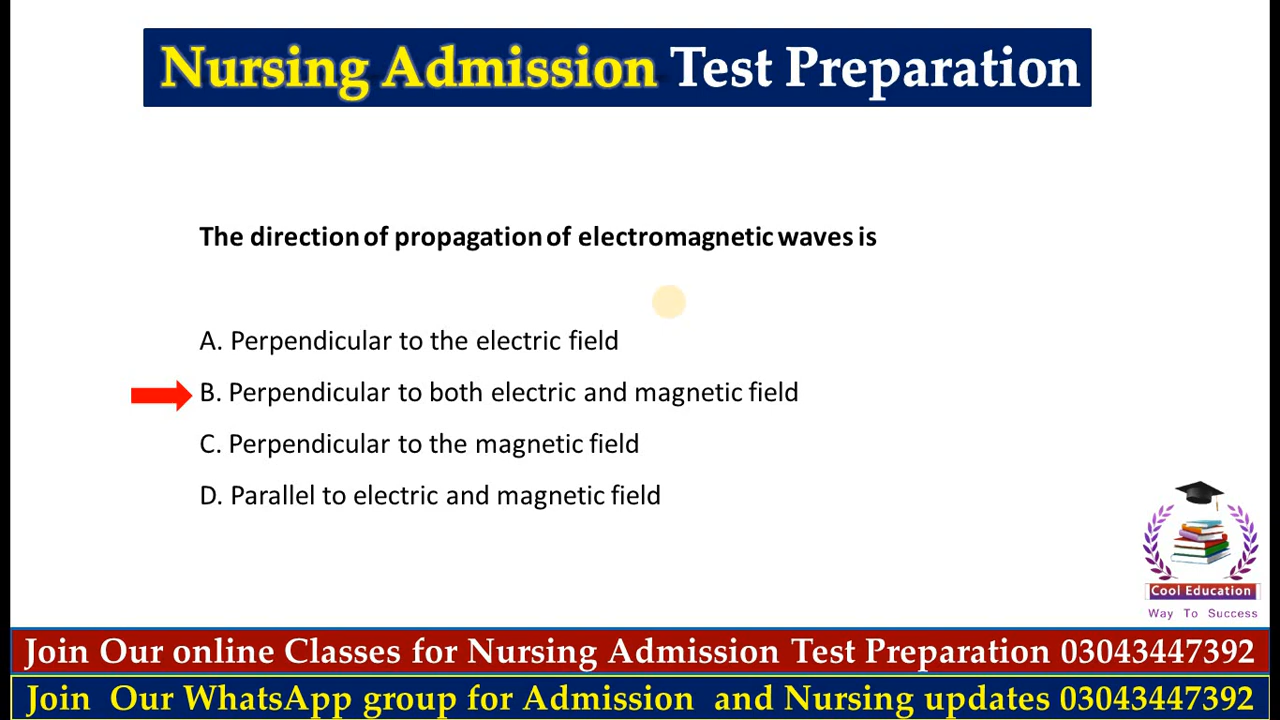 Nursing Admission Test Preparation
The direction of propagation of electromagnetic waves is
A. Perpendicular to the electric field
B. Perpendicular to both electric and magnetic field
C. Perpendicular to the magnetic field
D. Parallel to electric and magnetic field
Cool Education
Way To Success
Join Our online Classes for Nursing Admission Test Preparation 03043447392
Join Our WhatsApp group for Admission and Nursing updates 03043447392